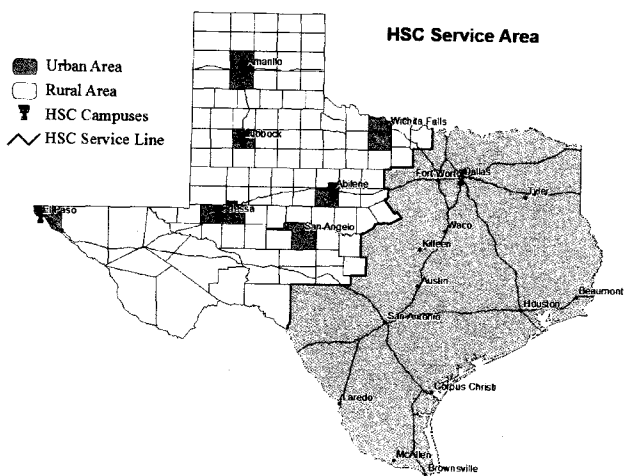 HSC Service Area
Urban Area
Rural Area
HSC Campuses
HSC Service Line
Amarillo
Lubbock
Wichita Falls
Abilene
Odessa
San Angelo
El Paso
Fort Worth
Dallas
Tyler
Waco
Killeen
Austin
San Antonio
Houston
Beaumont
Corpus Christi
Laredo
McAllen
Brownsville